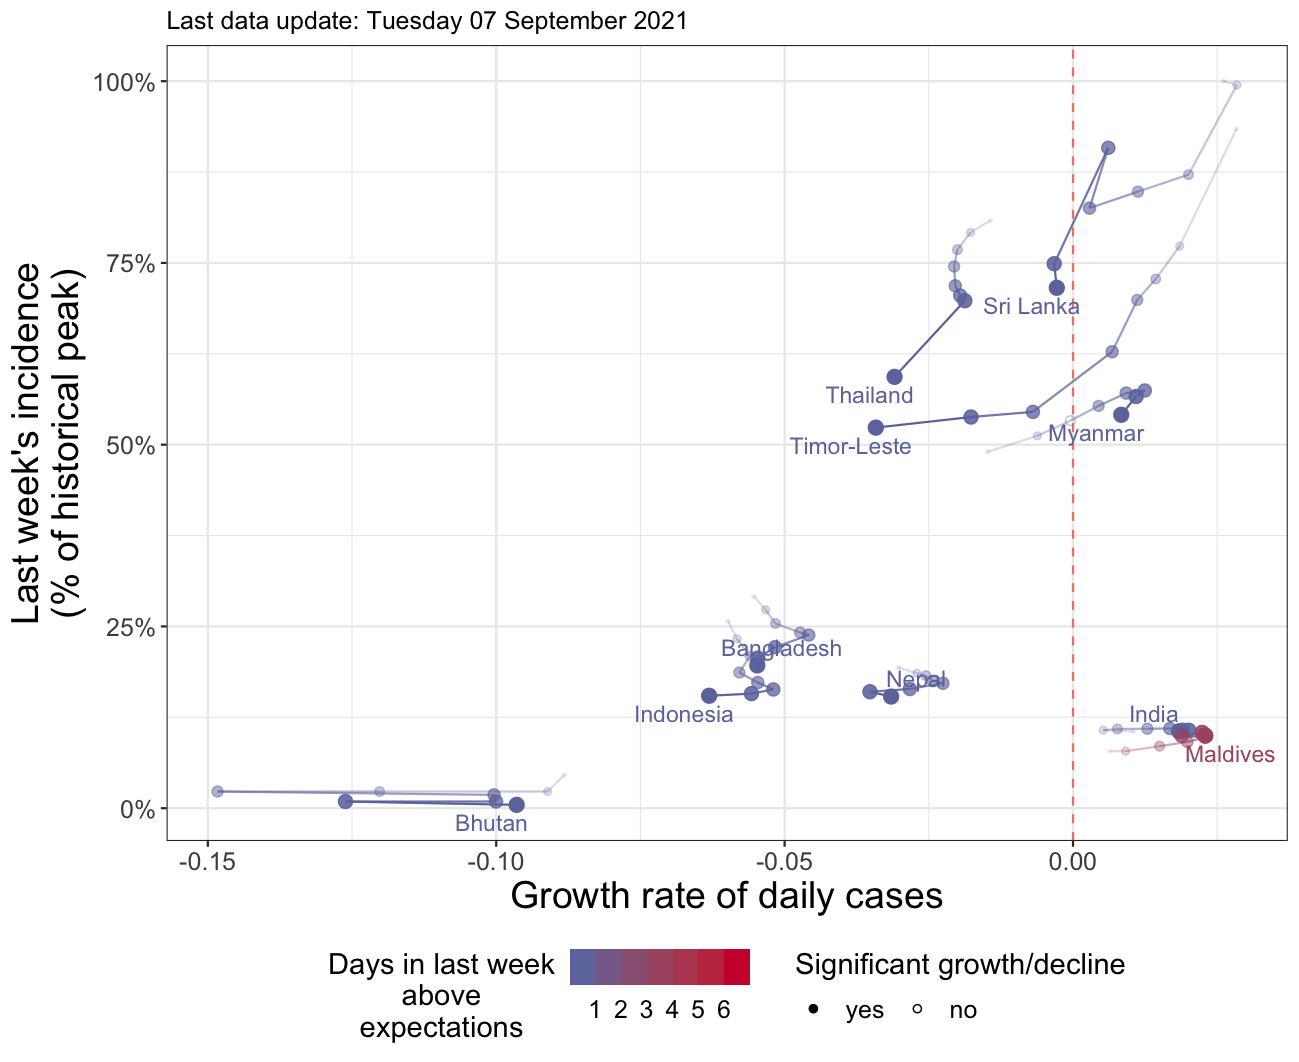 Last data update: Tuesday 07 September 2021
Last week's incidence
(% of historical peak)
100%
75%
50%
25%
0%
Sri Lanka
Thailand
Myanmar
Timor-Leste
Bangladesh
Nepal
Indonesia
India
Maldives
Bhutan
-0.15 -0.10 -0.05 0.00
Growth rate of daily cases
Days in last week
above
expectations
1 2 3 4 5 6
Significant growth/decline
yes no